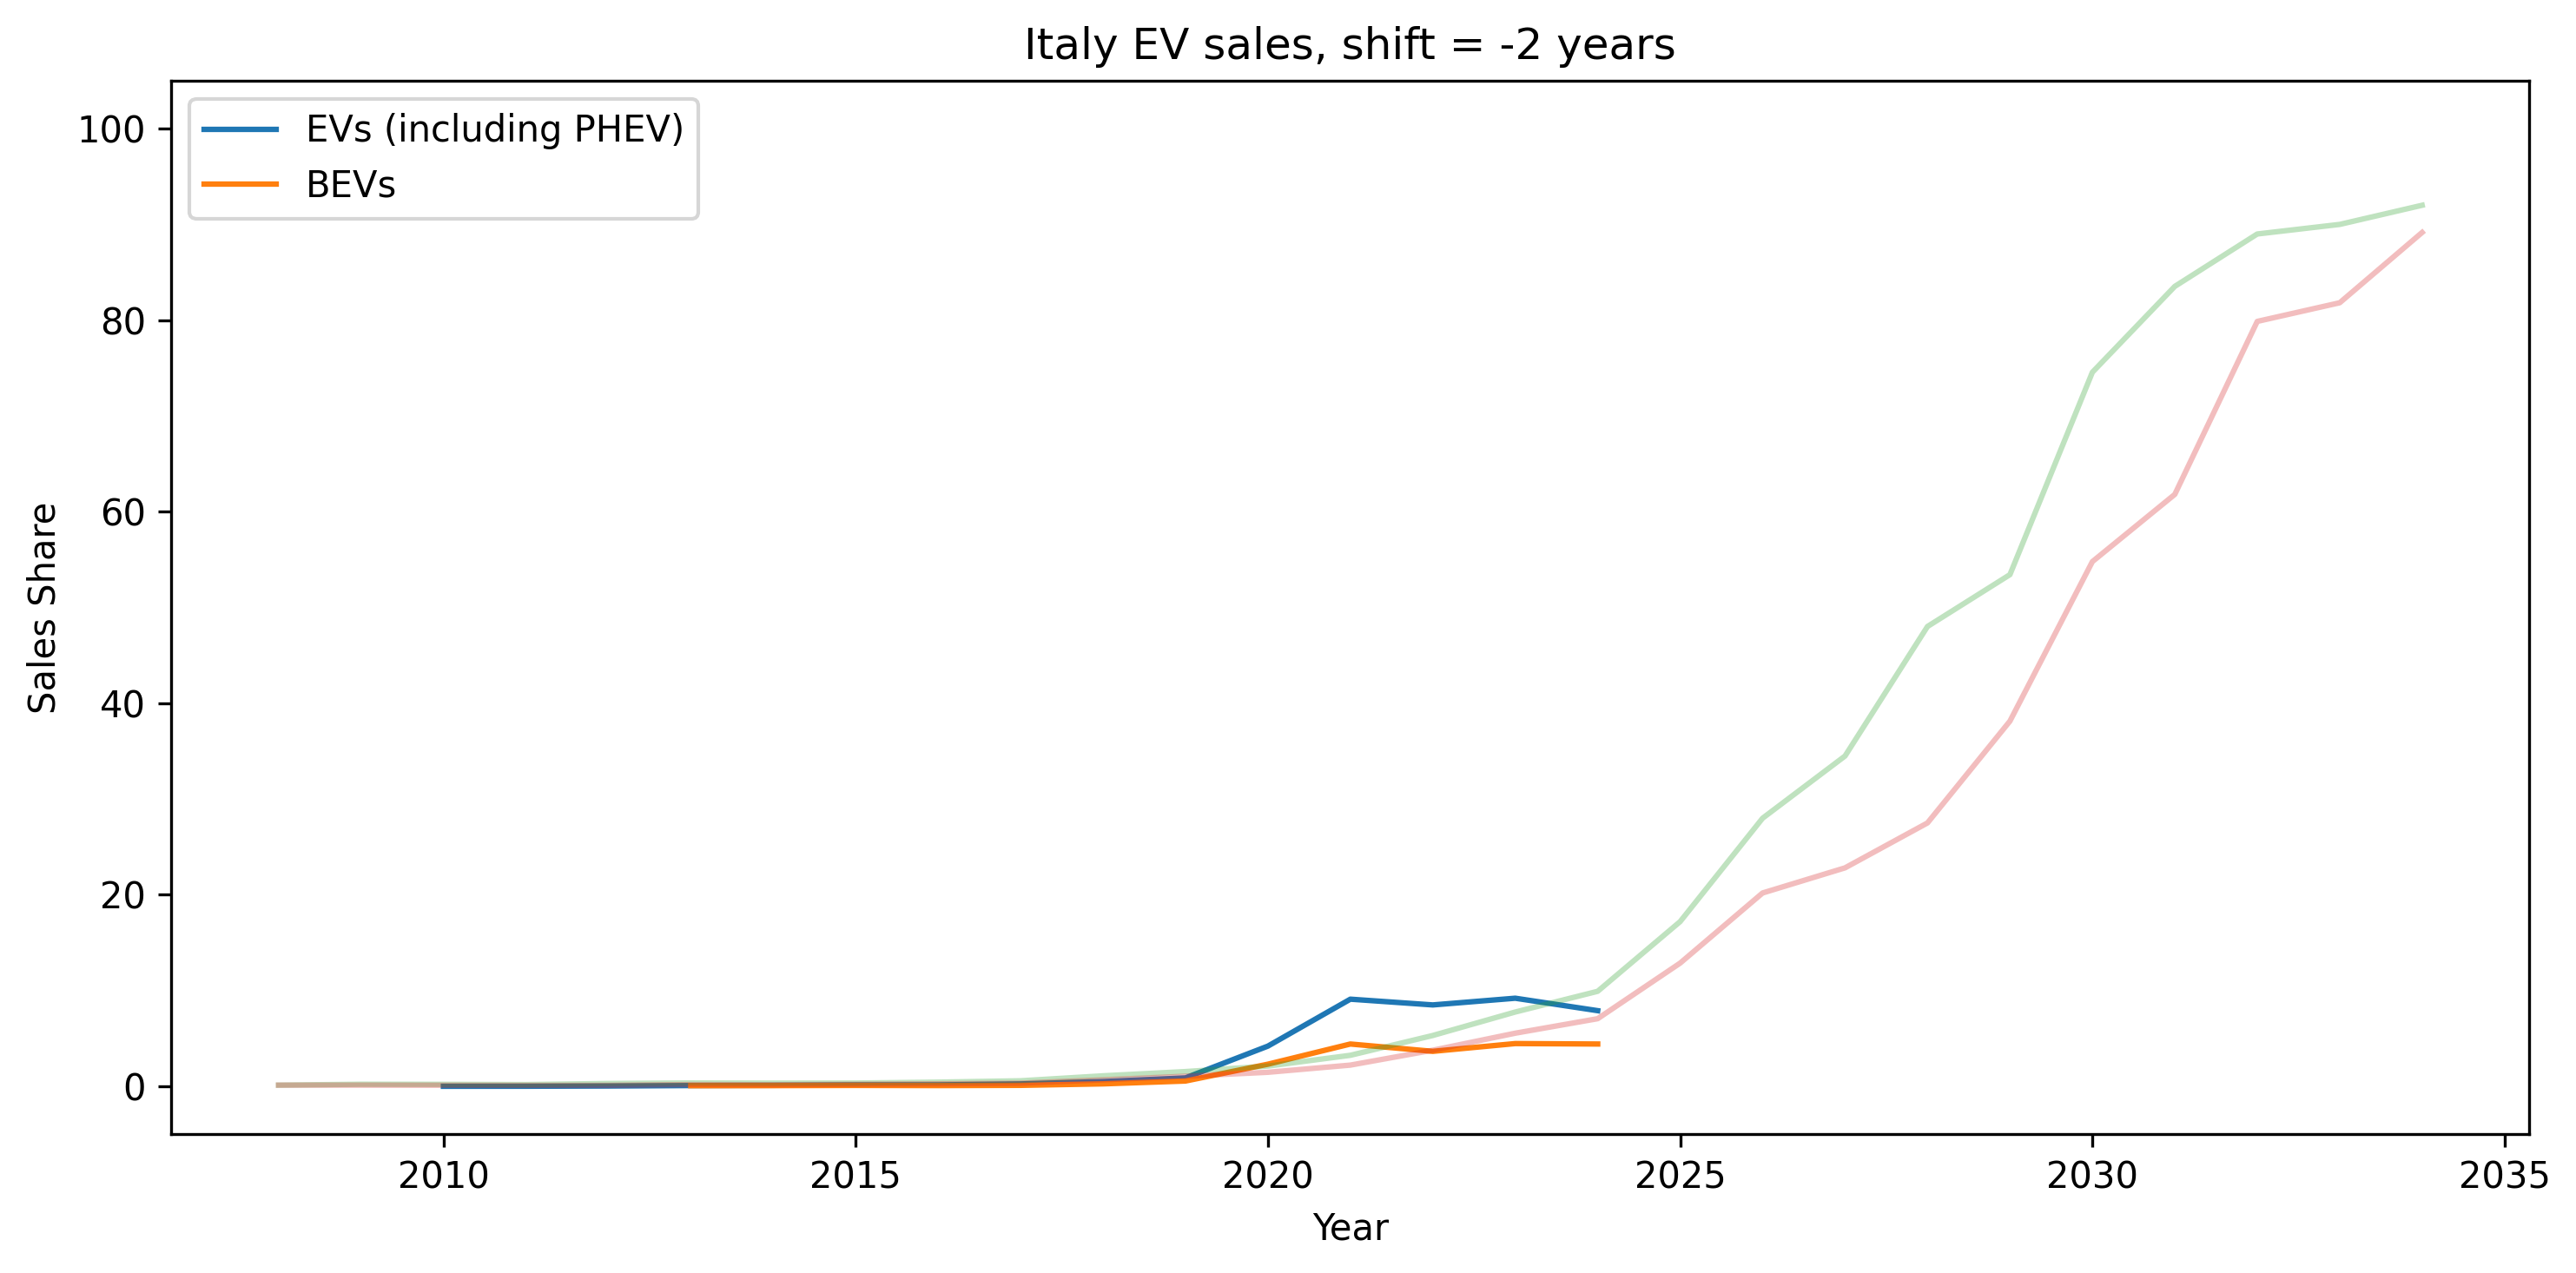 Italy EV sales, shift = -2 years
EVs (including PHEV)
BEVs
100
80
60
40
20
0
Sales Share
2010 2015 2020 2025 2030 2035
Year